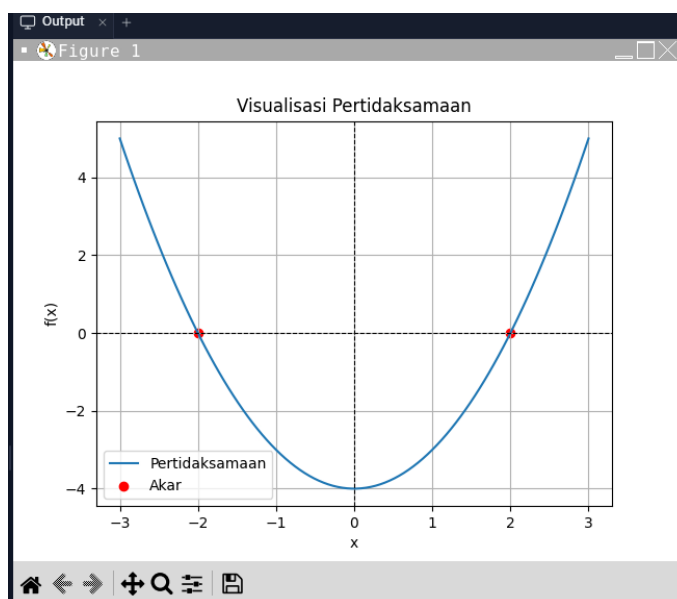 Output × +
Figure 1
Visualisasi Pertidaksamaan
4
2
0
−2
−4
f(x)
Pertidaksamaan
Akar
−3 −2 −1 0 1 2 3
x